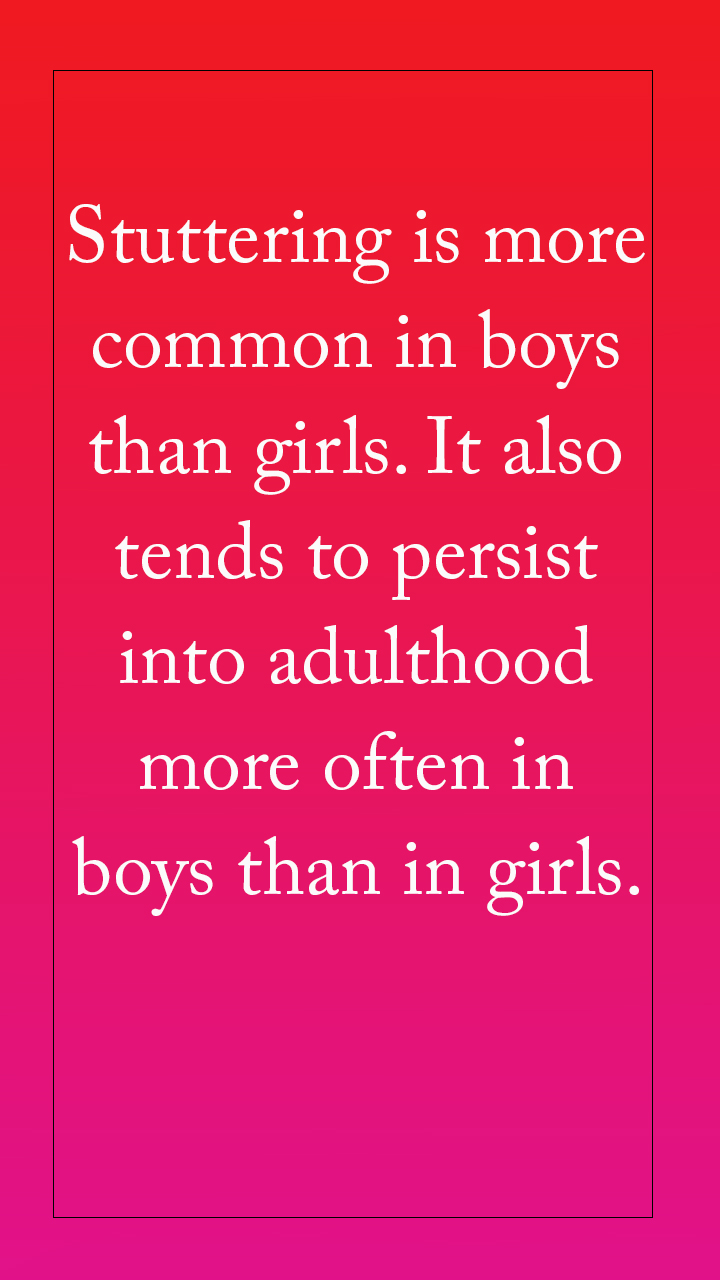 Stuttering is more
common in boys
than girls. It also
tends to persist
into adulthood
more often in
boys than in girls.